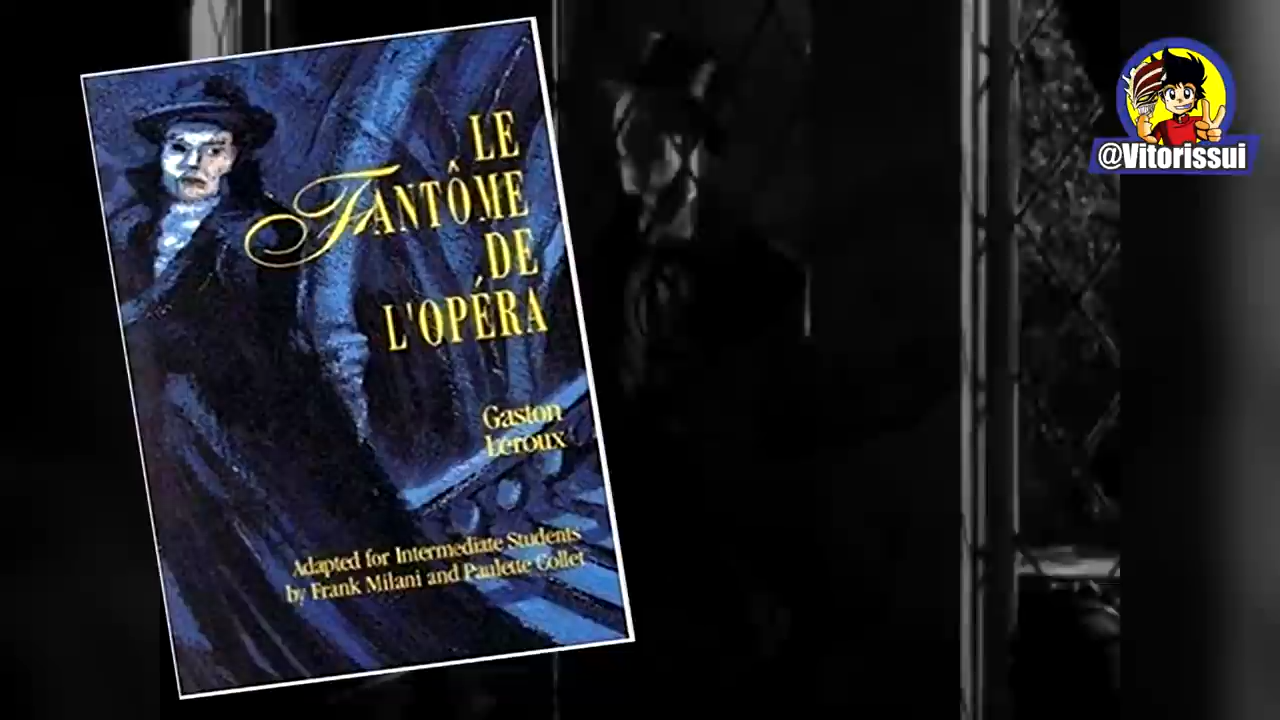 LE
FANTÔME
DE
L'OPÉRA
Gaston
Leroux
Adapted for Intermediate Students
by Frank Milani and Paulette Collet
@Vitorissui